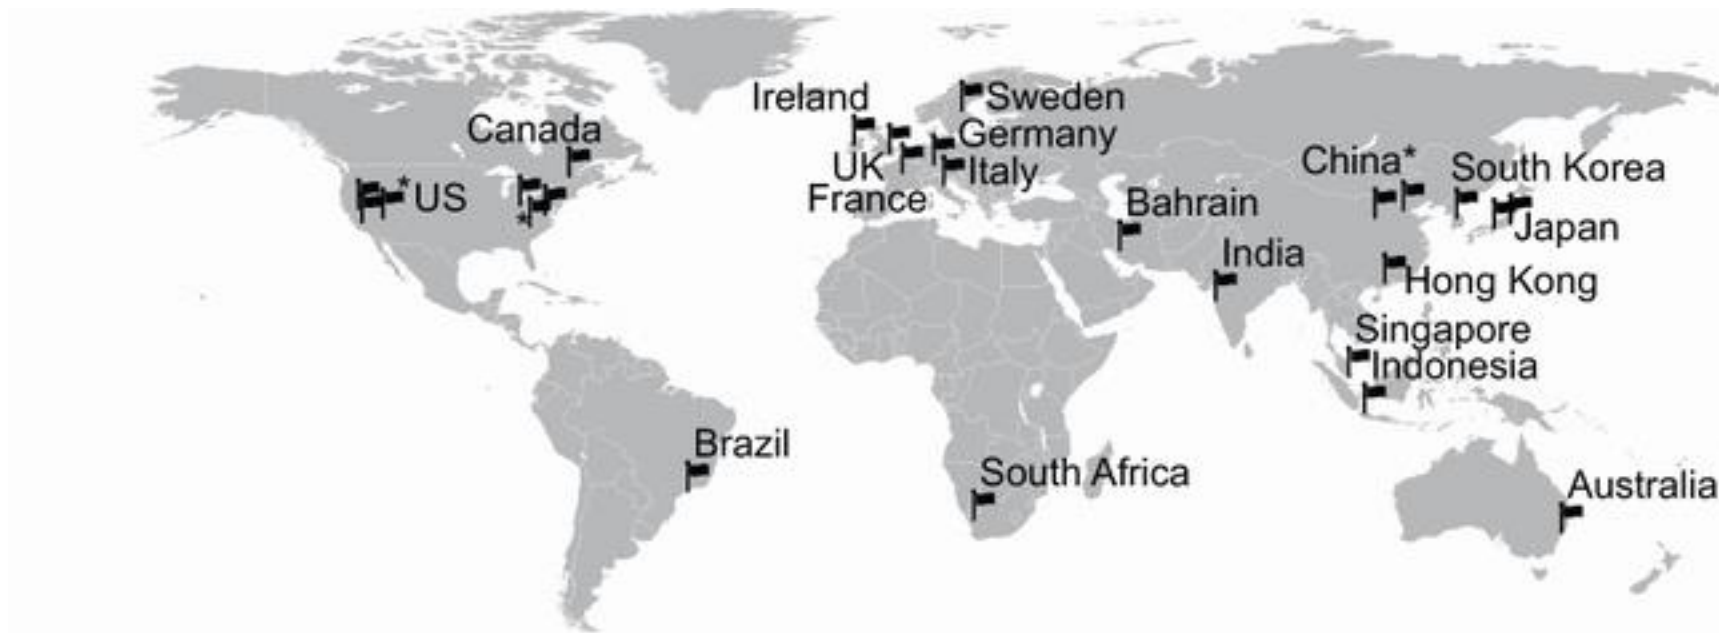 Ireland
Sweden
Canada
Germany
UK
Italy
China*
South Korea
* US
France
Bahrain
*
Japan
India
Hong Kong
Singapore
Indonesia
Brazil
South Africa
Australia